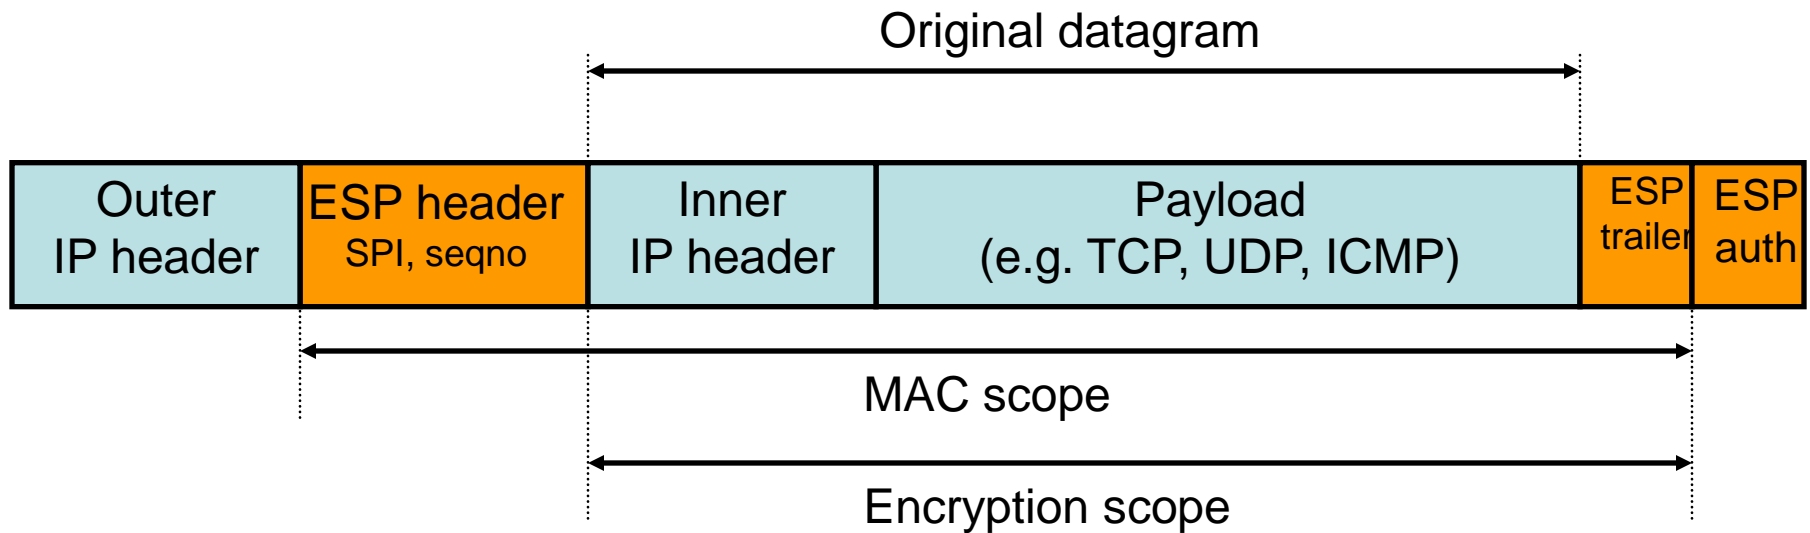 Original datagram
Outer
IP header
ESP header
SPI, seqno
Inner
IP header
Payload
(e.g. TCP, UDP, ICMP)
ESP
trailer
ESP
auth
MAC scope
Encryption scope